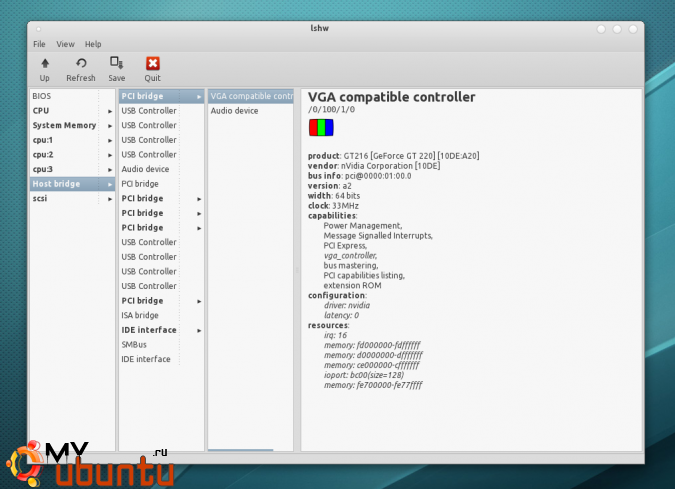 lshw
File View Help
Up Refresh Save Quit
BIOS
CPU
System Memory
cpu:1
cpu:2
cpu:3
Host bridge
scsi
PCI bridge
USB Controller
USB Controller
USB Controller
USB Controller
Audio device
PCI bridge
PCI bridge
PCI bridge
PCI bridge
USB Controller
USB Controller
USB Controller
USB Controller
PCI bridge
ISA bridge
IDE interface
SMBus
IDE interface
VGA compatible contr
Audio device
VGA compatible controller
/0/100/1/0
product: GT216 [GeForce GT 220] [10DE:A20]
vendor: nVidia Corporation [10DE]
bus info: pci@0000:01:00.0
version: a2
width: 64 bits
clock: 33MHz
capabilities:
Power Management,
Message Signalled Interrupts,
PCI Express,
vga_controller,
bus mastering,
PCI capabilities listing,
extension ROM
configuration:
driver: nvidia
latency: 0
resources:
irq: 16
memory: fd000000-fdffffff
memory: d0000000-dfffffff
memory: ce000000-cfffffff
ioport: bc00(size=128)
memory: fe700000-fe77ffff
MY .ru
ubuntu